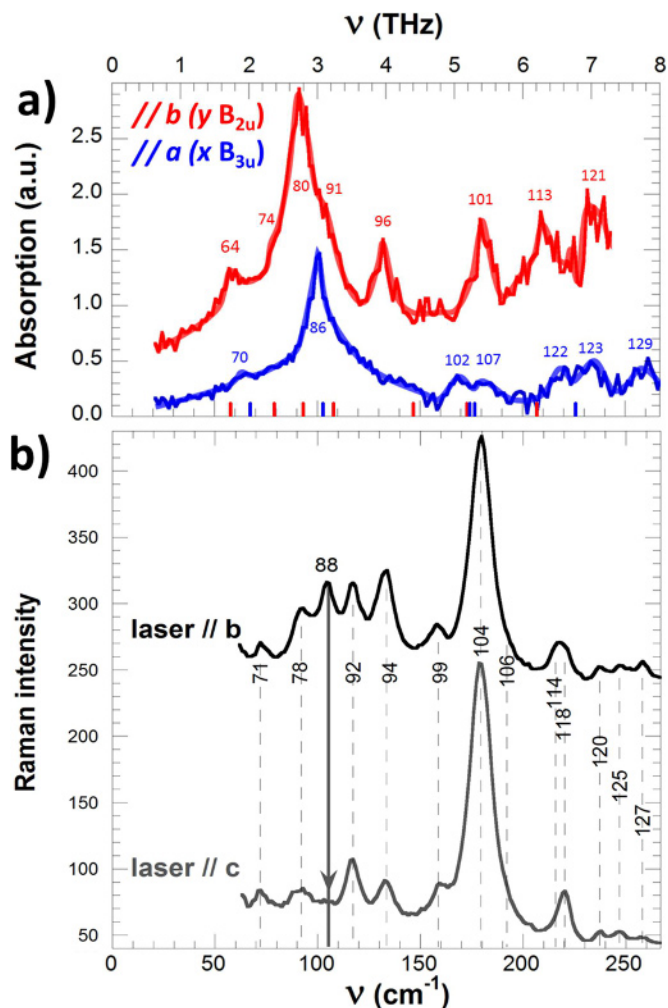 ν (THz)
0 1 2 3 4 5 6 7 8
a)
// b (y B2u)
// a (x B3u)
Absorption (a.u.)
2.5
2.0
1.5
1.0
0.5
0.0
64 74 80 91 96 101 113 121
70 86 102 107 122 123 129
b)
Raman intensity
400
350
300
250
200
150
100
50
laser // b
88
71 78 92 94 99 104 106 114 118 120 125 127
laser // c
0 50 100 150 200 250
ν (cm-1)